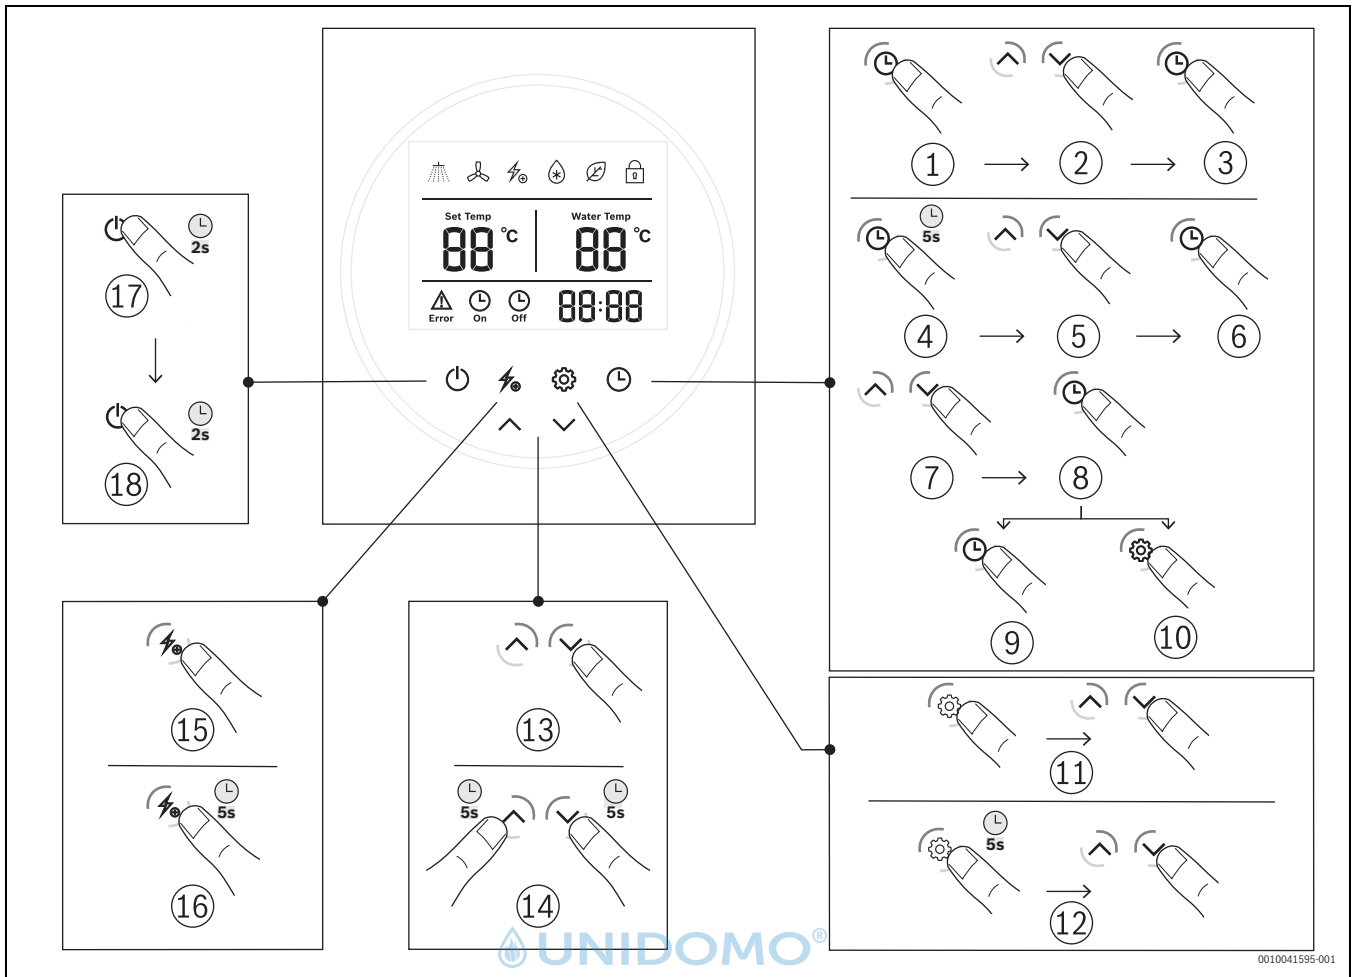 Set Temp
88 °C
Water Temp
88 °C
Error
On
Off
88:88
1
2
3
5s
4
5
6
7
8
9
10
11
5s
12
2s
17
2s
18
15
5s
16
13
5s
5s
14
UNIDOMO®
0010041595-001